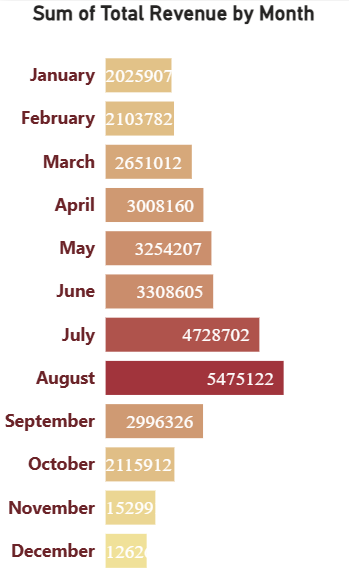 Sum of Total Revenue by Month
January 2025907
February 2103782
March 2651012
April 3008160
May 3254207
June 3308605
July 4728702
August 5475122
September 2996326
October 2115912
November 15299
December